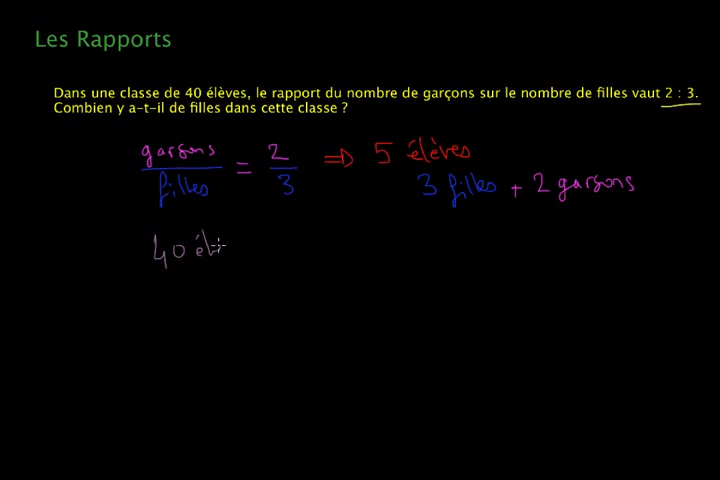 Les Rapports
Dans une classe de 40 élèves, le rapport du nombre de garçons sur le nombre de filles vaut 2 : 3.
Combien y a-t-il de filles dans cette classe ?
garçons / filles = 2 / 3 ⇒ 5 élèves
3 filles + 2 garçons
40 él